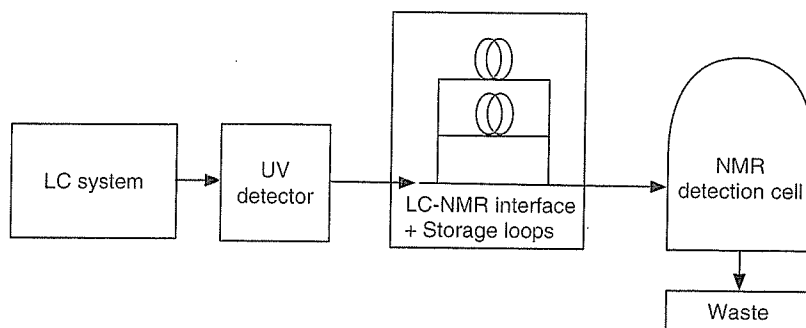 LC system
UV
detector
LC-NMR interface
+ Storage loops
NMR
detection cell
Waste